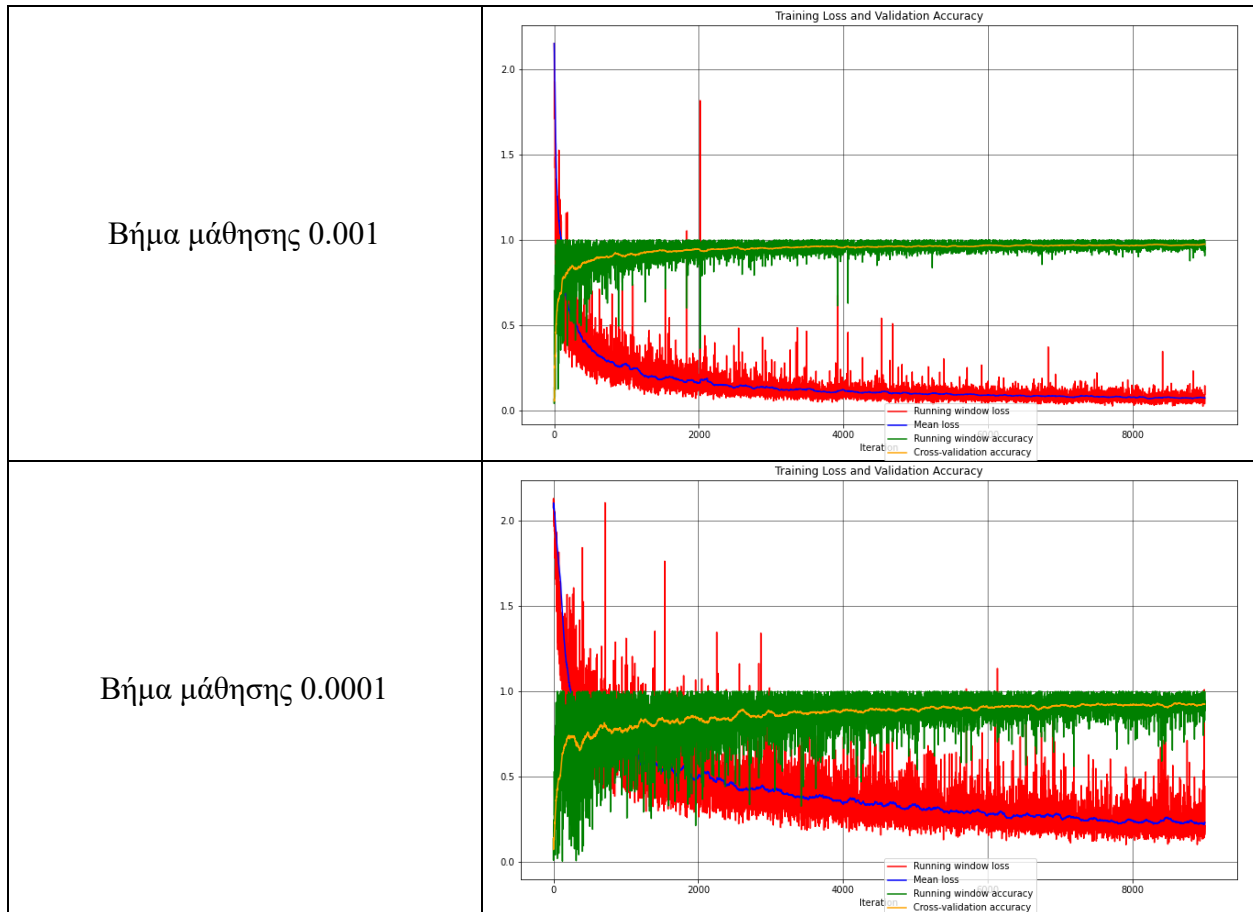 Βήμα μάθησης 0.001
Training Loss and Validation Accuracy
2.0
1.5
1.0
0.5
0.0
0 2000 4000 6000 8000
Iteration
Running window loss
Mean loss
Running window accuracy
Cross-validation accuracy
Βήμα μάθησης 0.0001
Training Loss and Validation Accuracy
2.0
1.5
1.0
0.5
0.0
0 2000 4000 8000
Iteration
Running window loss
Mean loss
Running window accuracy
Cross-validation accuracy